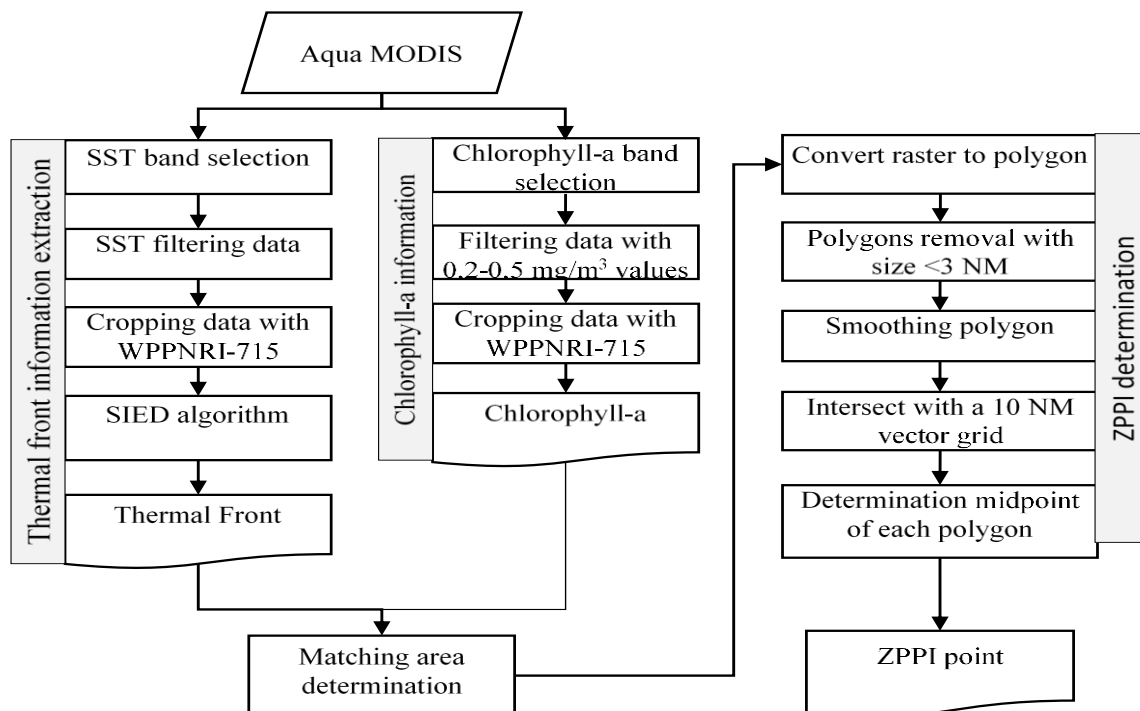 Aqua MODIS
Thermal front information extraction
SST band selection
SST filtering data
Cropping data with
WPPNRI-715
SIED algorithm
Thermal Front
Chlorophyll-a information
Chlorophyll-a band
selection
Filtering data with
0.2-0.5 mg/m³ values
Cropping data with
WPPNRI-715
Chlorophyll-a
Matching area
determination
Convert raster to polygon
Polygons removal with
size <3 NM
Smoothing polygon
Intersect with a 10 NM
vector grid
Determination midpoint
of each polygon
ZPPI determination
ZPPI point